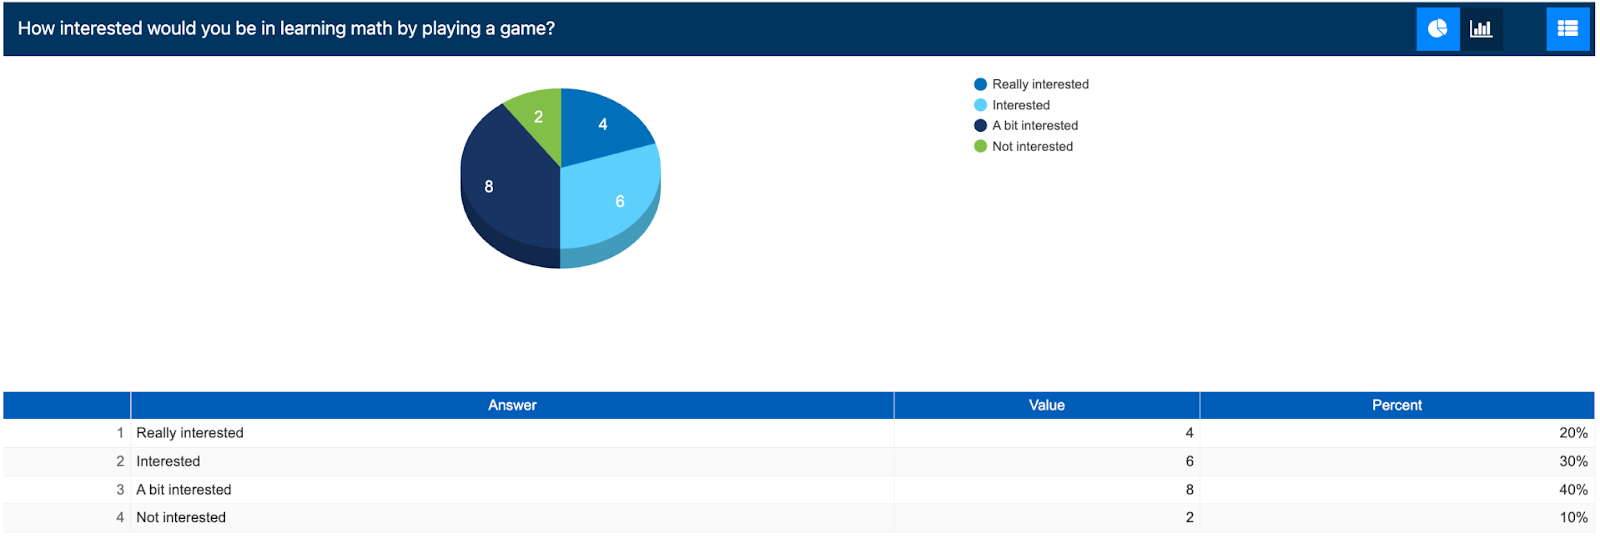 How interested would you be in learning math by playing a game?
Really interested
Interested
A bit interested
Not interested
2
4
8
6
Answer Value Percent
1 Really interested 4 20%
2 Interested 6 30%
3 A bit interested 8 40%
4 Not interested 2 10%